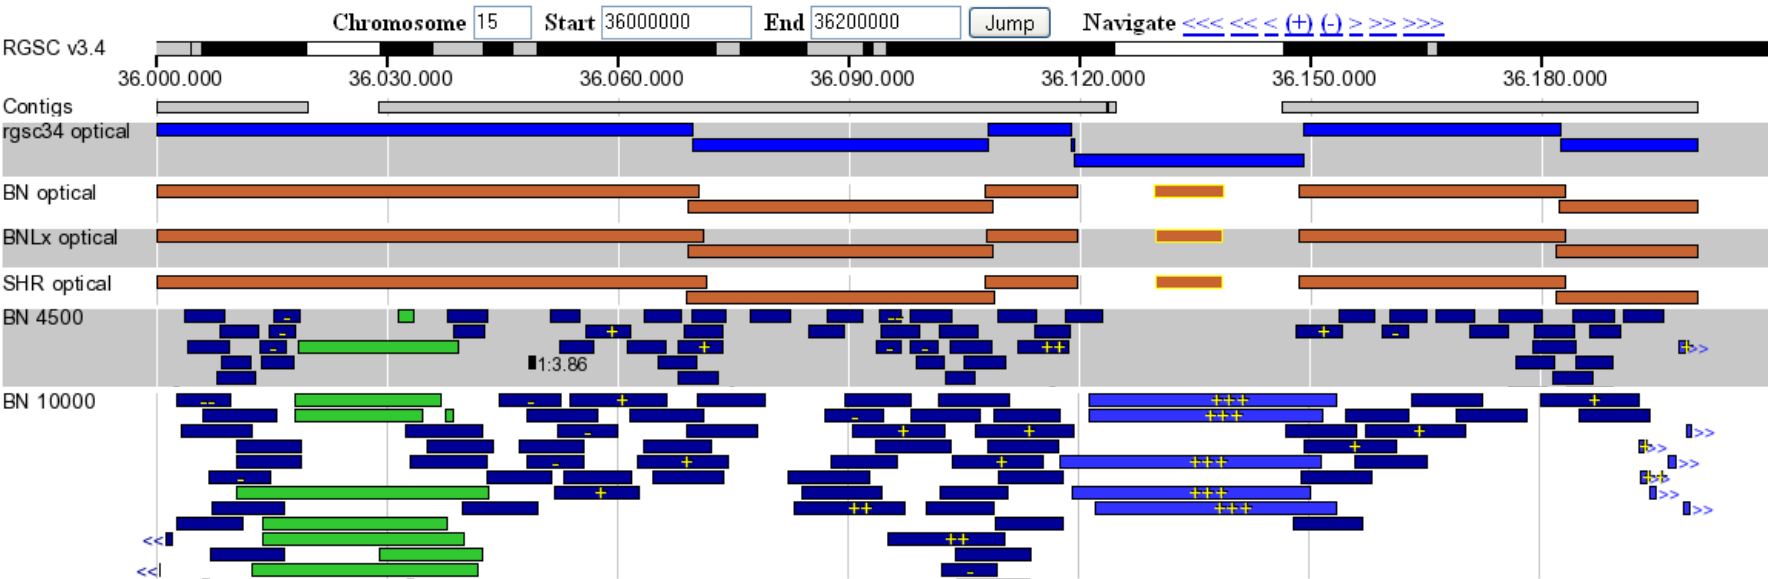 Chromosome 15 Start 36000000 End 36200000 Jump Navigate <<< << < (+) (-) > >> >>>
RGSC v3.4
36.000.000 36.030.000 36.060.000 36.090.000 36.120.000 36.150.000 36.180.000
Contigs
rgsc34 optical
BN optical
BNLx optical
SHR optical
BN 4500
- - + - + - -- - ++ + - + >>
1:3.86
BN 10000
-- - + +++
- +++ >>
- + + + + >>
- + + +++ >>
- + +++ + >>
++ +++ >>
<< ++
<< -